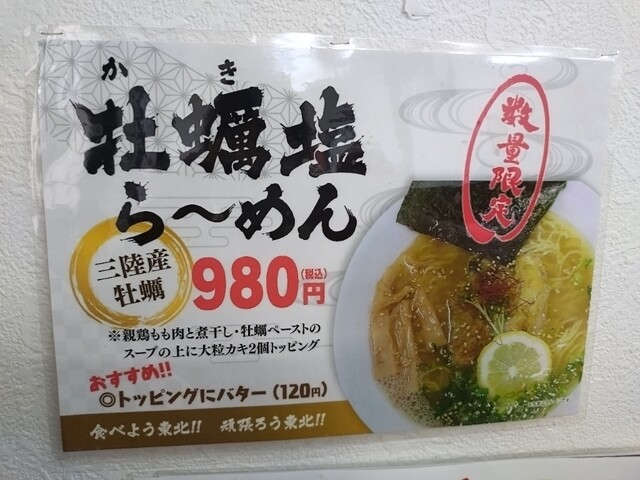 かき
牡蠣塩
ら〜めん
数量限定
三陸産
牡蠣
980円(税込)
※親鶏もも肉と煮干し・牡蠣ペーストの
スープの上に大粒カキ2個トッピング
おすすめ!!
◎トッピングにバター(120円)
食べよう東北!! 頑張ろう東北!!